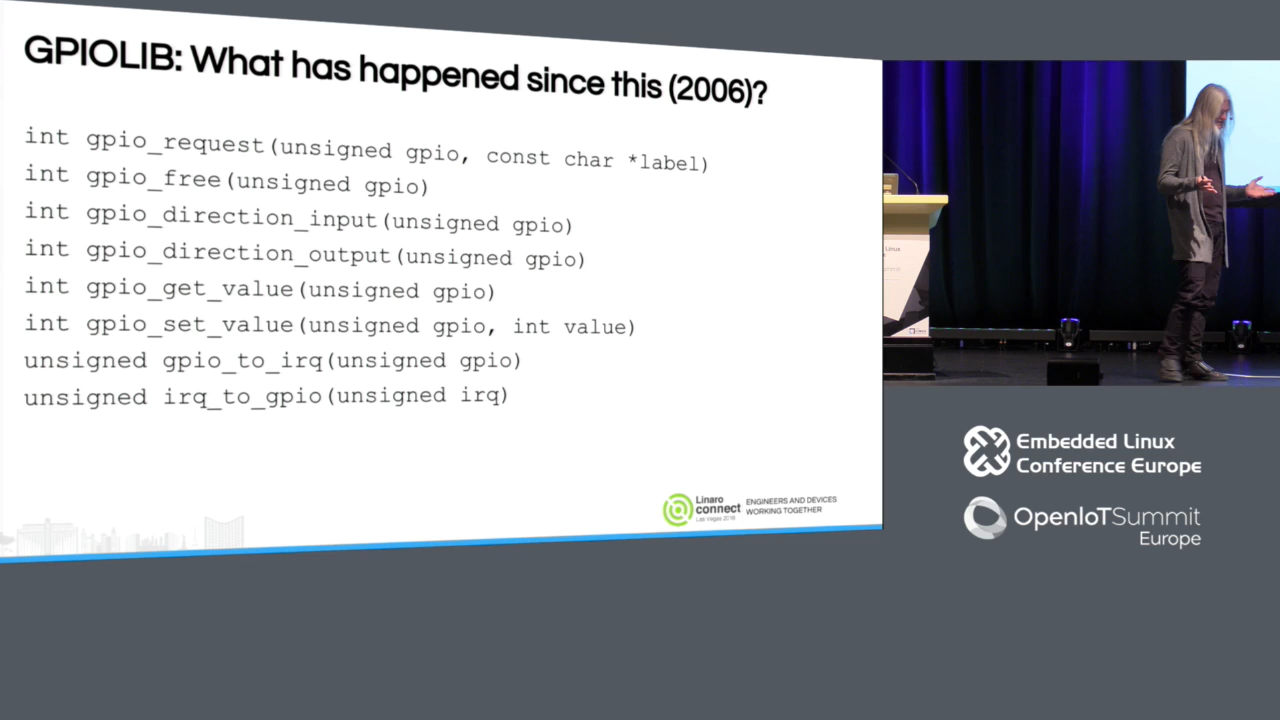 GPIOLIB: What has happened since this (2006)?
int gpio_request(unsigned gpio, const char *label)
int gpio_free(unsigned gpio)
int gpio_direction_input(unsigned gpio)
int gpio_direction_output(unsigned gpio)
int gpio_get_value(unsigned gpio)
int gpio_set_value(unsigned gpio, int value)
unsigned gpio_to_irq(unsigned gpio)
unsigned irq_to_gpio(unsigned irq)
Linaro
connect
Las Vegas 2016
ENGINEERS AND DEVICES
WORKING TOGETHER
Embedded Linux
Conference Europe
OpenIoTSummit
Europe